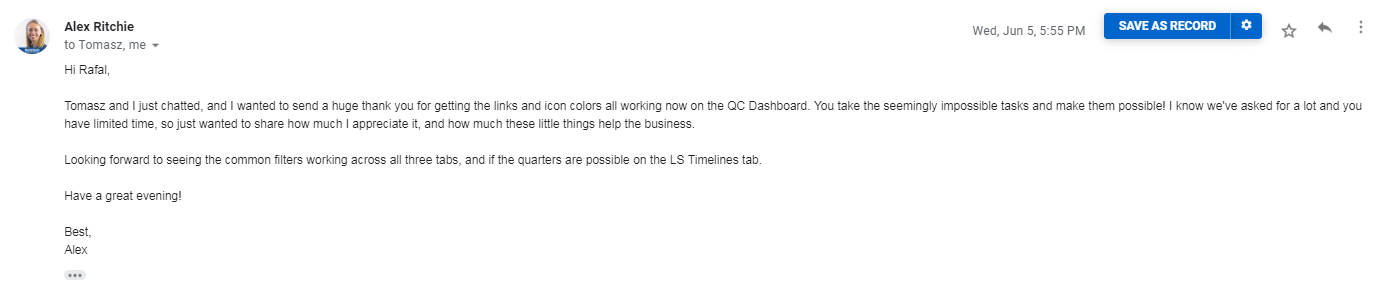 Alex Ritchie
Wed, Jun 5, 5:55 PM
SAVE AS RECORD
to Tomasz, me
Hi Rafal,
Tomasz and I just chatted, and I wanted to send a huge thank you for getting the links and icon colors all working now on the QC Dashboard. You take the seemingly impossible tasks and make them possible! I know we've asked for a lot and you
have limited time, so just wanted to share how much I appreciate it, and how much these little things help the business.
Looking forward to seeing the common filters working across all three tabs, and if the quarters are possible on the LS Timelines tab.
Have a great evening!
Best,
Alex